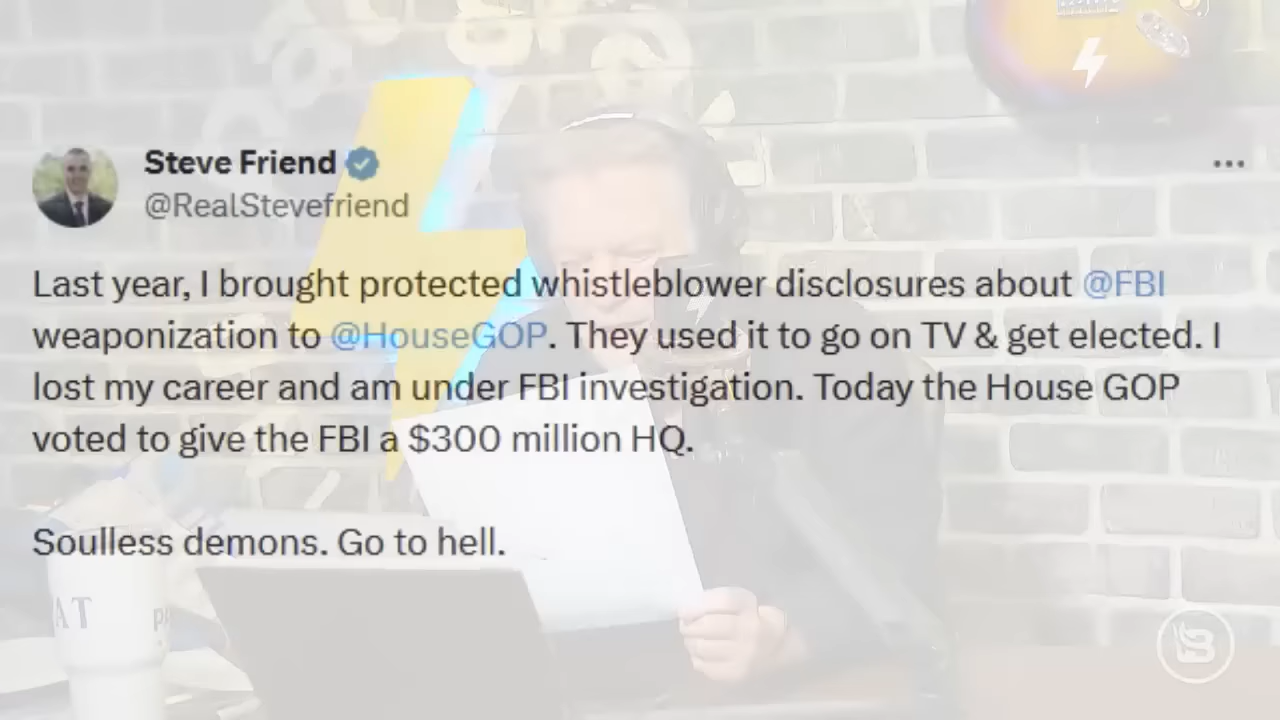 Steve Friend
@RealStevefriend
Last year, I brought protected whistleblower disclosures about @FBI
weaponization to @HouseGOP. They used it to go on TV & get elected. I
lost my career and am under FBI investigation. Today the House GOP
voted to give the FBI a $300 million HQ.
Soulless demons. Go to hell.
AT